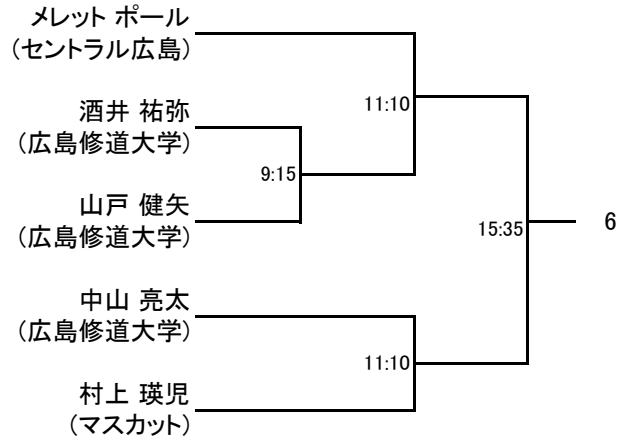 メレット ポール
(セントラル広島)
11:10
酒井 祐弥
(広島修道大学)
9:15
山戸 健矢
(広島修道大学)
15:35
6
中山 亮太
(広島修道大学)
11:10
村上 瑛児
(マスカット)